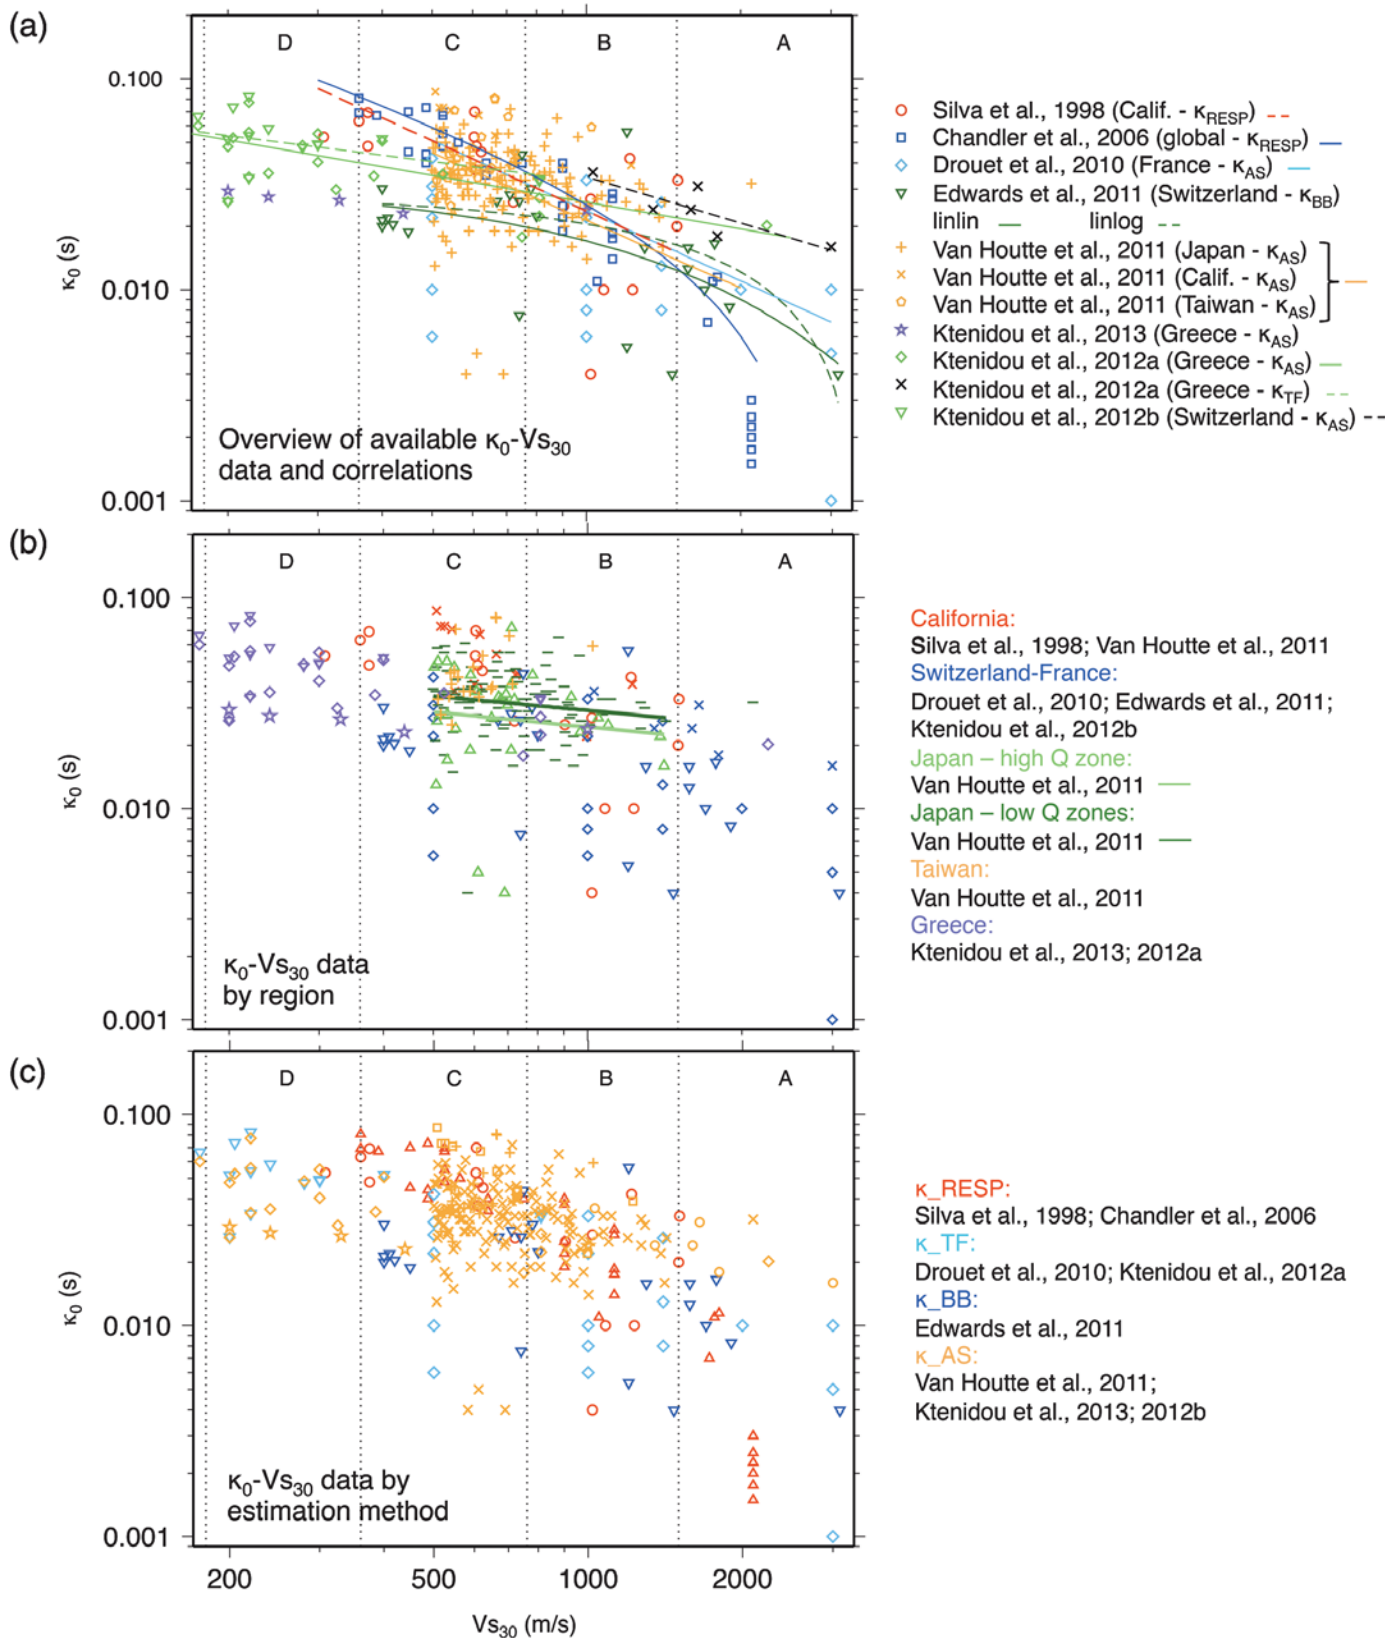 (a)
D
C
B
A
0.100
0.010
0.001
κ0 (s)
Overview of available κ0-Vs30
data and correlations
Silva et al., 1998 (Calif. - κRESP)
Chandler et al., 2006 (global - κRESP)
Drouet et al., 2010 (France - κAS)
Edwards et al., 2011 (Switzerland - κBB)
linlin linlog
Van Houtte et al., 2011 (Japan - κAS)
Van Houtte et al., 2011 (Calif. - κAS)
Van Houtte et al., 2011 (Taiwan - κAS)
Ktenidou et al., 2013 (Greece - κAS)
Ktenidou et al., 2012a (Greece - κAS)
Ktenidou et al., 2012a (Greece - κTF)
Ktenidou et al., 2012b (Switzerland - κAS)
(b)
D
C
B
A
0.100
0.010
0.001
κ0 (s)
κ0-Vs30 data
by region
California:
Silva et al., 1998; Van Houtte et al., 2011
Switzerland-France:
Drouet et al., 2010; Edwards et al., 2011;
Ktenidou et al., 2012b
Japan – high Q zone:
Van Houtte et al., 2011
Japan – low Q zones:
Van Houtte et al., 2011
Taiwan:
Van Houtte et al., 2011
Greece:
Ktenidou et al., 2013; 2012a
(c)
D
C
B
A
0.100
0.010
0.001
κ0 (s)
κ0-Vs30 data by
estimation method
κ_RESP:
Silva et al., 1998; Chandler et al., 2006
κ_TF:
Drouet et al., 2010; Ktenidou et al., 2012a
κ_BB:
Edwards et al., 2011
κ_AS:
Van Houtte et al., 2011;
Ktenidou et al., 2013; 2012b
200
500
1000
2000
Vs30 (m/s)